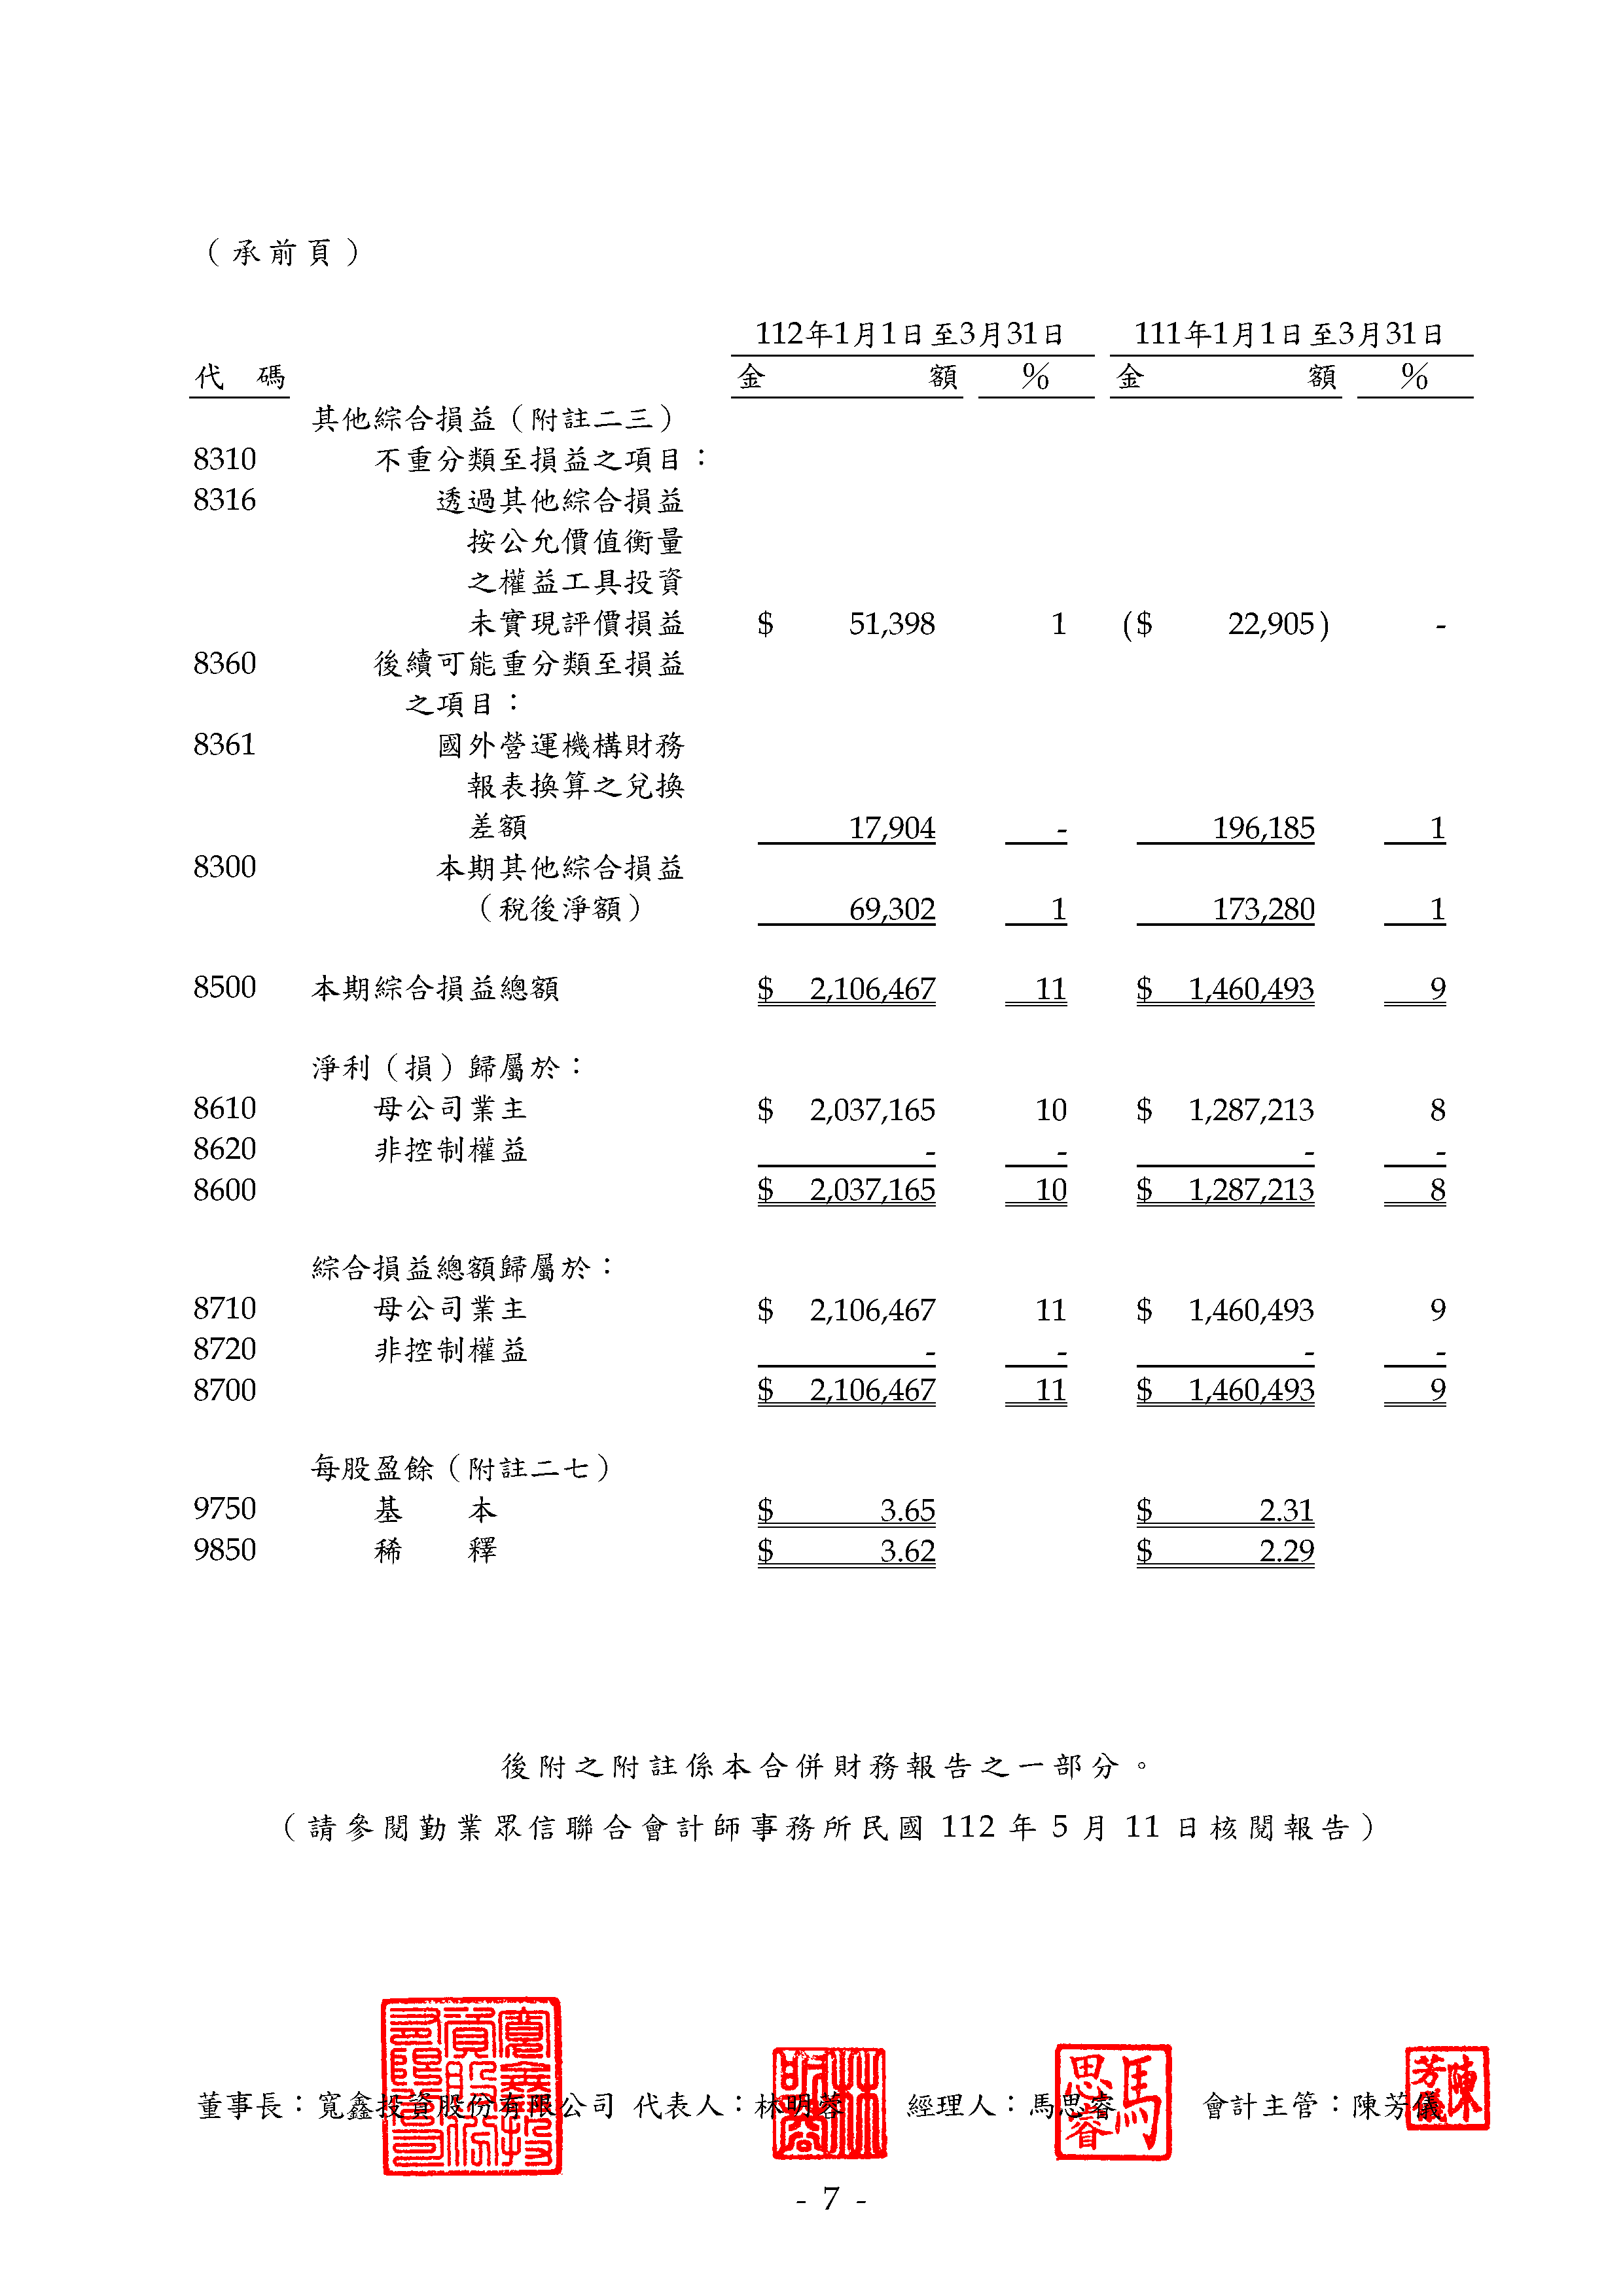 （承前頁）
112年1月1日至3月31日 111年1月1日至3月31日
代 碼 金 額 % 金 額 %
其他綜合損益（附註二三）
8310 不重分類至損益之項目：
8316 透過其他綜合損益
按公允價值衡量
之權益工具投資
未實現評價損益 $ 51,398 1 ($ 22,905) -
8360 後續可能重分類至損益
之項目：
8361 國外營運機構財務
報表換算之兌換
差額 17,904 - 196,185 1
8300 本期其他綜合損益
（稅後淨額） 69,302 1 173,280 1
8500 本期綜合損益總額 $ 2,106,467 11 $ 1,460,493 9
淨利（損）歸屬於：
8610 母公司業主 $ 2,037,165 10 $ 1,287,213 8
8620 非控制權益 - - - -
8600 $ 2,037,165 10 $ 1,287,213 8
綜合損益總額歸屬於：
8710 母公司業主 $ 2,106,467 11 $ 1,460,493 9
8720 非控制權益 - - - -
8700 $ 2,106,467 11 $ 1,460,493 9
每股盈餘（附註二七）
9750 基 本 $ 3.65 $ 2.31
9850 稀 釋 $ 3.62 $ 2.29
後附之附註係本合併財務報告之一部分。
（請參閱勤業眾信聯合會計師事務所民國 112 年 5 月 11 日核閱報告）
董事長：寬鑫投資股份有限公司 代表人：林明蓉 經理人：馬思睿 會計主管：陳芳儀
- 7 -